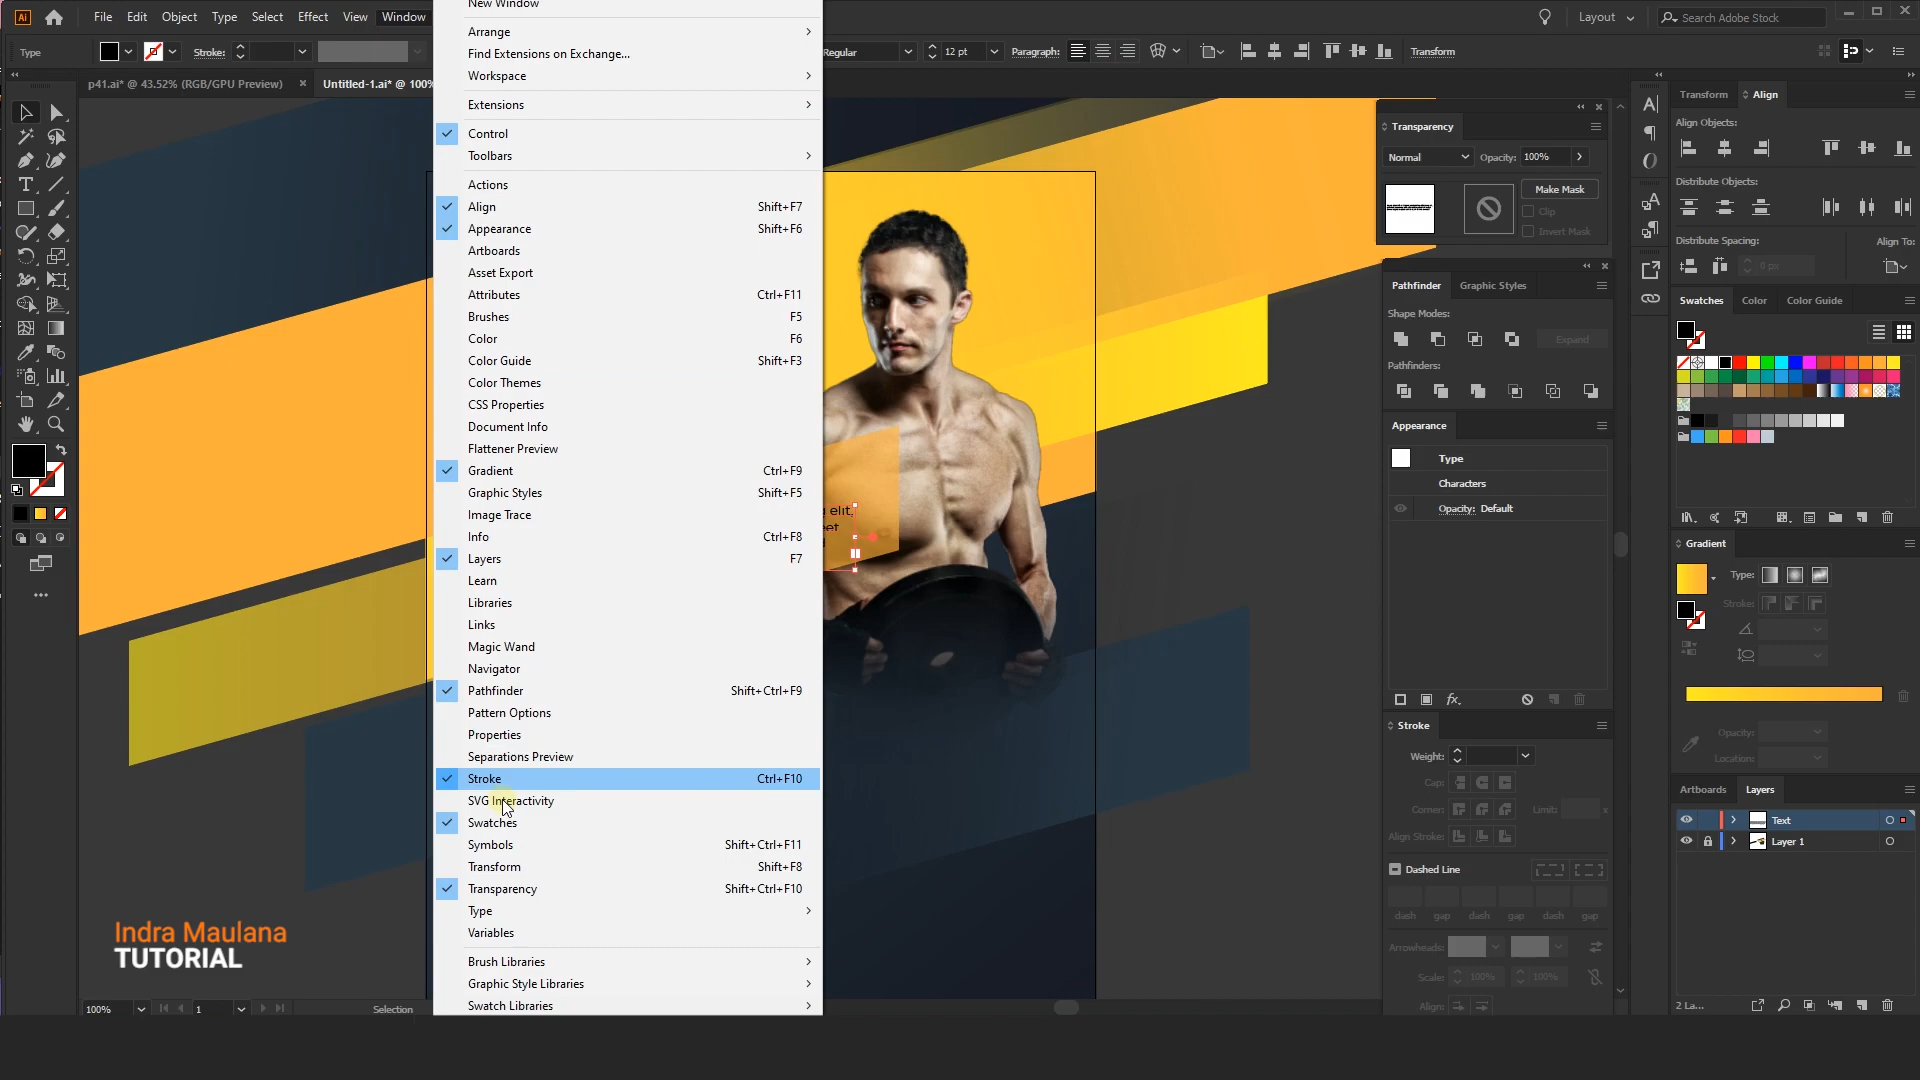 Ai File Edit Object Type Select Effect View Window Layout Search Adobe Stock
Type Stroke: Regular 12 pt Paragraph: Transform
p41.ai* @ 43.52% (RGB/GPU Preview) × Untitled-1.ai* @ 100%
New Window
Arrange
Find Extensions on Exchange...
Workspace
Extensions
Control
Toolbars
Actions
Align Shift+F7
Appearance Shift+F6
Artboards
Asset Export
Attributes Ctrl+F11
Brushes F5
Color F6
Color Guide Shift+F3
Color Themes
CSS Properties
Document Info
Flattener Preview
Gradient Ctrl+F9
Graphic Styles Shift+F5
Image Trace
Info Ctrl+F8
Layers F7
Learn
Libraries
Links
Magic Wand
Navigator
Pathfinder Shift+Ctrl+F9
Pattern Options
Properties
Separations Preview
Stroke Ctrl+F10
SVG Interactivity
Swatches
Symbols Shift+Ctrl+F11
Transform Shift+F8
Transparency Shift+Ctrl+F10
Type
Variables
Brush Libraries
Graphic Style Libraries
Swatch Libraries
elit,
Indra Maulana
TUTORIAL
100% 1 Selection
Transparency
Normal Opacity: 100%
Make Mask
Clip
Invert Mask
Pathfinder Graphic Styles
Shape Modes:
Expand
Pathfinders:
Appearance
Type
Characters
Opacity: Default
fx
Stroke
Weight:
Cap:
Corner: Limit: x
Align Stroke:
Dashed Line
dash gap dash gap dash gap
Arrowheads:
Scale: 100% 100%
Align:
Transform Align
Align Objects:
Distribute Objects:
Distribute Spacing: Align To:
0 px
Swatches Color Color Guide
Gradient
Type:
Stroke:
Opacity:
Location:
Artboards Layers
Text
Layer 1
2 La...